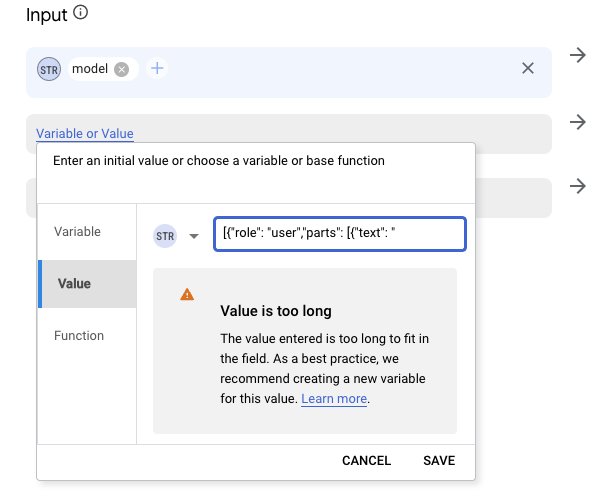 Input
STR model
Variable or Value
Enter an initial value or choose a variable or base function
Variable
STR
[{"role": "user","parts": [{"text": "
Value
Value is too long
The value entered is too long to fit in
the field. As a best practice, we
recommend creating a new variable
for this value. Learn more.
Function
CANCEL SAVE